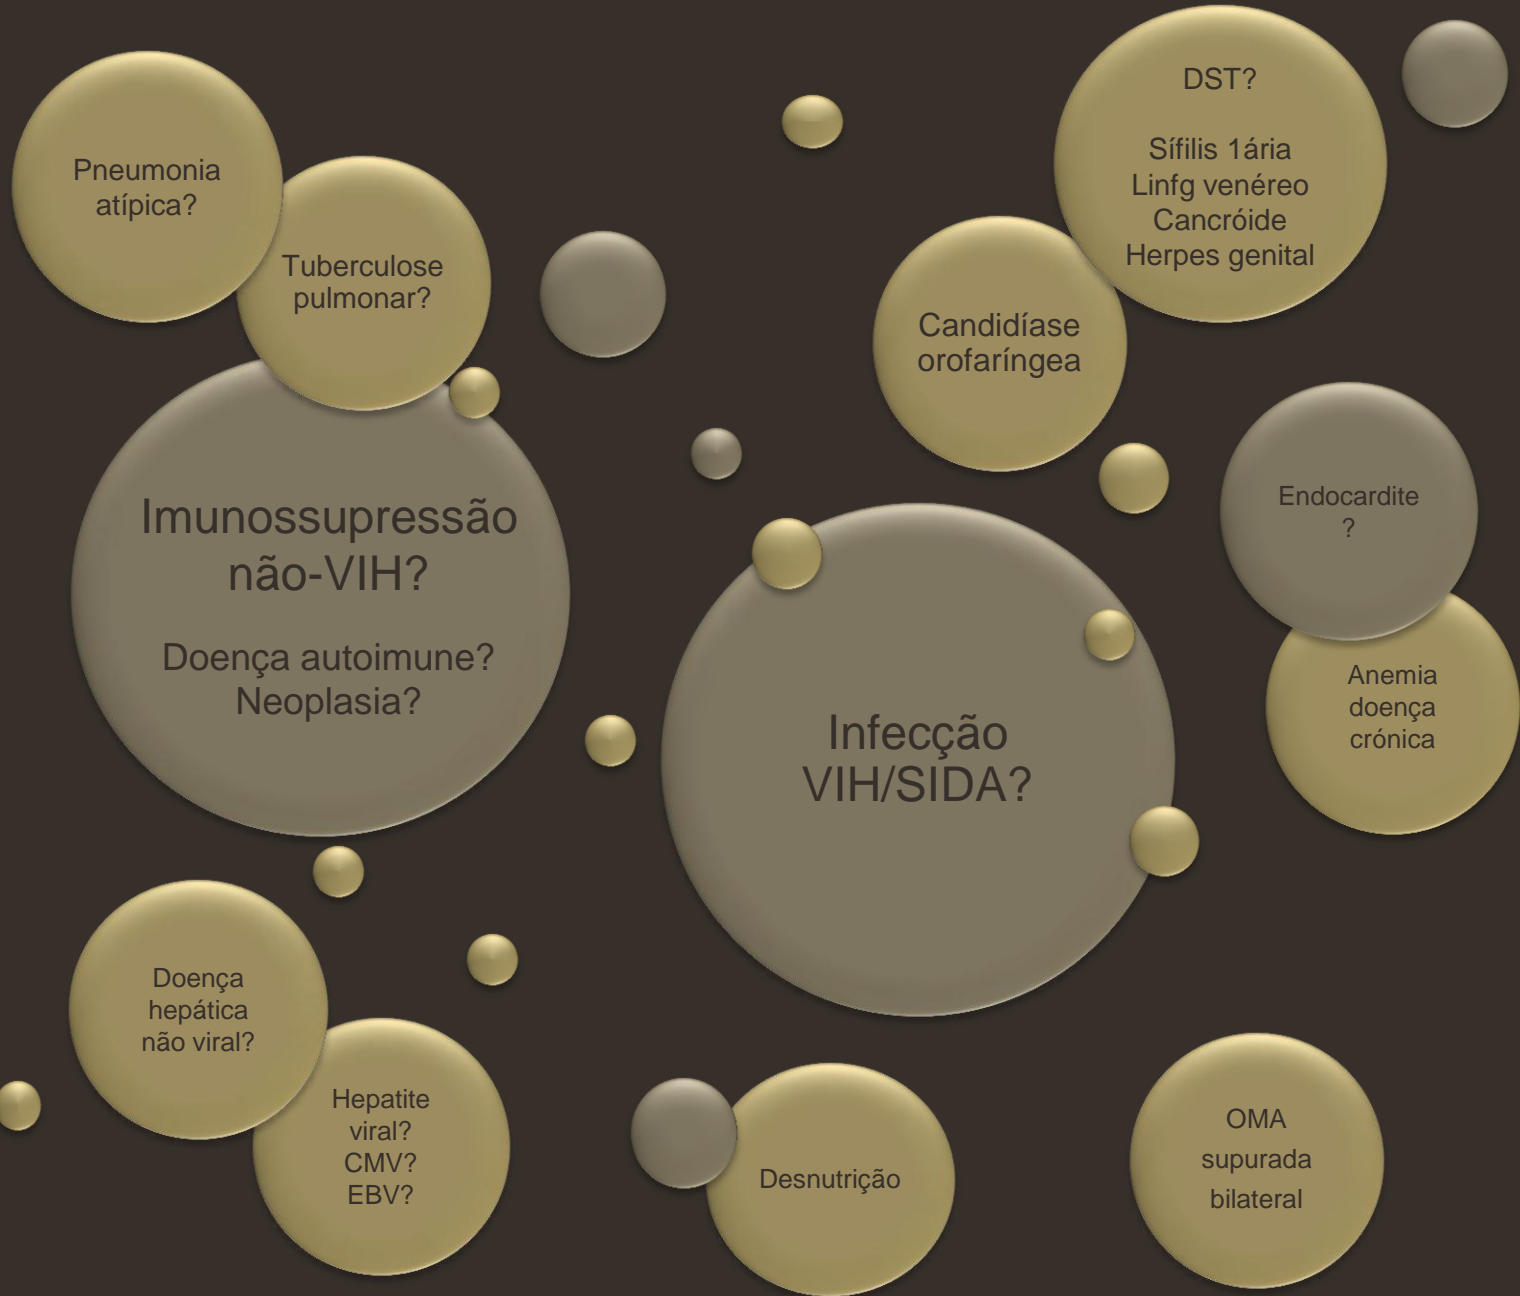 Pneumonia
atípica?
Tuberculose
pulmonar?
DST?
Sífilis 1ária
Linfg venéreo
Cancróide
Herpes genital
Candidíase
orofaríngea
Imunossupressão
não-VIH?
Doença autoimune?
Neoplasia?
Endocardite
?
Anemia
doença
crónica
Infecção
VIH/SIDA?
Doença
hepática
não viral?
Hepatite
viral?
CMV?
EBV?
Desnutrição
OMA
supurada
bilateral